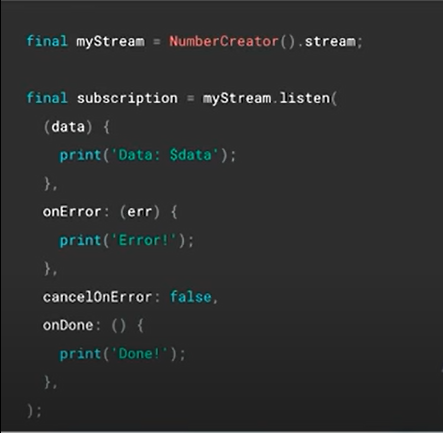 final myStream = NumberCreator().stream;
final subscription = myStream.listen(
(data) {
print('Data: $data');
},
onError: (err) {
print('Error!');
},
cancelOnError: false,
onDone: () {
print('Done!');
},
);